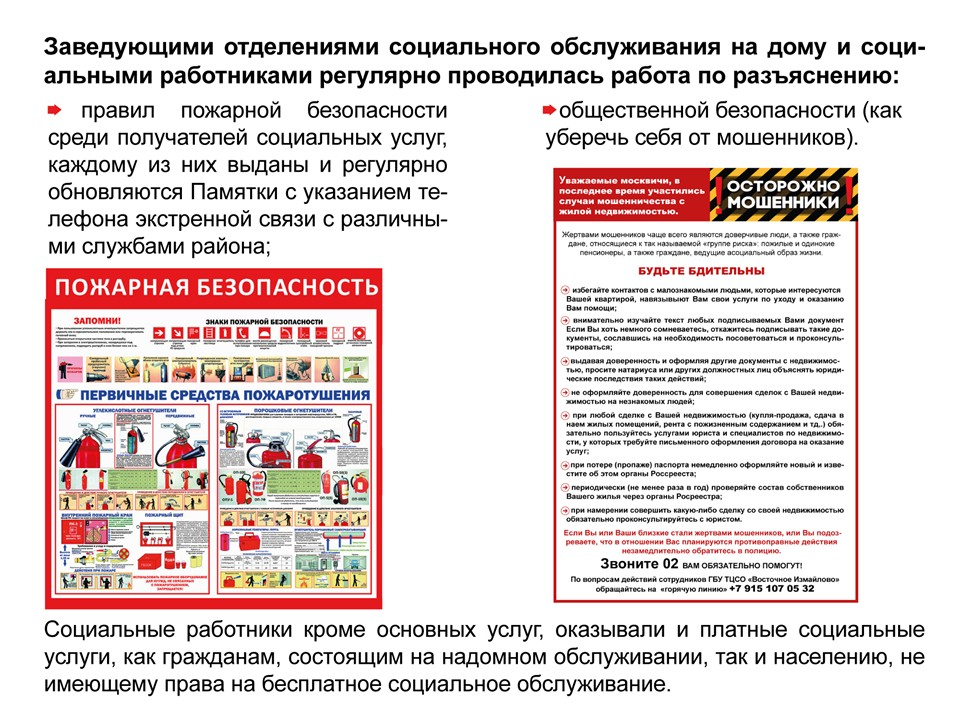 Заведующими отделениями социального обслуживания на дому и соци-
альными работниками регулярно проводилась работа по разъяснению:
правил пожарной безопасности
среди получателей социальных услуг,
каждому из них выданы и регулярно
обновляются Памятки с указанием те-
лефона экстренной связи с различны-
ми службами района;
ПОЖАРНАЯ БЕЗОПАСНОСТЬ
ЗАПОМНИ!
ЗНАКИ ПОЖАРНОЙ БЕЗОПАСНОСТИ
ПЕРВИЧНЫЕ СРЕДСТВА ПОЖАРОТУШЕНИЯ
УГЛЕКИСЛОТНЫЕ ОГНЕТУШИТЕЛИ
РУЧНЫЕ
ПЕРЕДВИЖНЫЕ
ПОРОШКОВЫЕ ОГНЕТУШИТЕЛИ
ВНУТРЕННИЙ ПОЖАРНЫЙ КРАН
ПОЖАРНЫЙ ЩИТ
ДЕЙСТВИЯ ПРИ ПОЖАРЕ
общественной безопасности (как
уберечь себя от мошенников).
Уважаемые москвичи, в
последнее время участились
случаи мошенничества с
жилой недвижимостью.
ОСТОРОЖНО
МОШЕННИКИ
Жертвами мошенников чаще всего являются доверчивые люди, а также граж-
дане, относящиеся к так называемой «группе риска»: пожилые и одинокие
пенсионеры, а также граждане, ведущие асоциальный образ жизни.
БУДЬТЕ БДИТЕЛЬНЫ
избегайте контактов с малознакомыми людьми, которые интересуются
Вашей квартирой, навязывают Вам свои услуги по уходу и оказанию
Вам помощи;
внимательно изучайте текст любых подписываемых Вами документ
Если Вы хоть немного сомневаетесь, откажитесь подписывать такие до-
кументы, сославшись на необходимость посоветоваться и проконсуль-
тироваться;
выдавая доверенность и оформляя другие документы с недвижимос-
тью, просите натариуса или других должностных лиц объяснять юриди-
ческие последствия таких действий;
не оформляйте доверенность для совершения сделок с Вашей недви-
жимостью на незнакомых людей;
при любой сделке с Вашей недвижимостью (купля-продажа, сдача в
наем жилых помещений, рента с пожизненным содержанием и тд..) обя-
зательно пользуйтесь услугами юриста и специалистов по недвижимо-
сти, у которых требуйте письменного оформления договора на оказание
услуг;
при потере (пропаже) паспорта немедленно оформляйте новый и изве-
стите об этом органы Россреестра;
периодически (не менее раза в год) проверяйте состав собственников
Вашего жилья через органы Росреестра;
при намерении совершить какую-либо сделку со своей недвижимостью
обязательно проконсультируйтесь с юристом.
Если Вы или Ваши близкие стали жертвами мошенников, или Вы подоз-
реваете, что в отношении Вас планируются противоправные действия
незамедлительно обратитесь в полицию.
Звоните 02 ВАМ ОБЯЗАТЕЛЬНО ПОМОГУТ!
По вопросам действий сотрудников ГБУ ТЦСО «Восточное Измайлово»
обращайтесь на «горячую линию» +7 915 107 05 32
Социальные работники кроме основных услуг, оказывали и платные социальные
услуги, как гражданам, состоящим на надомном обслуживании, так и населению, не
имеющему права на бесплатное социальное обслуживание.